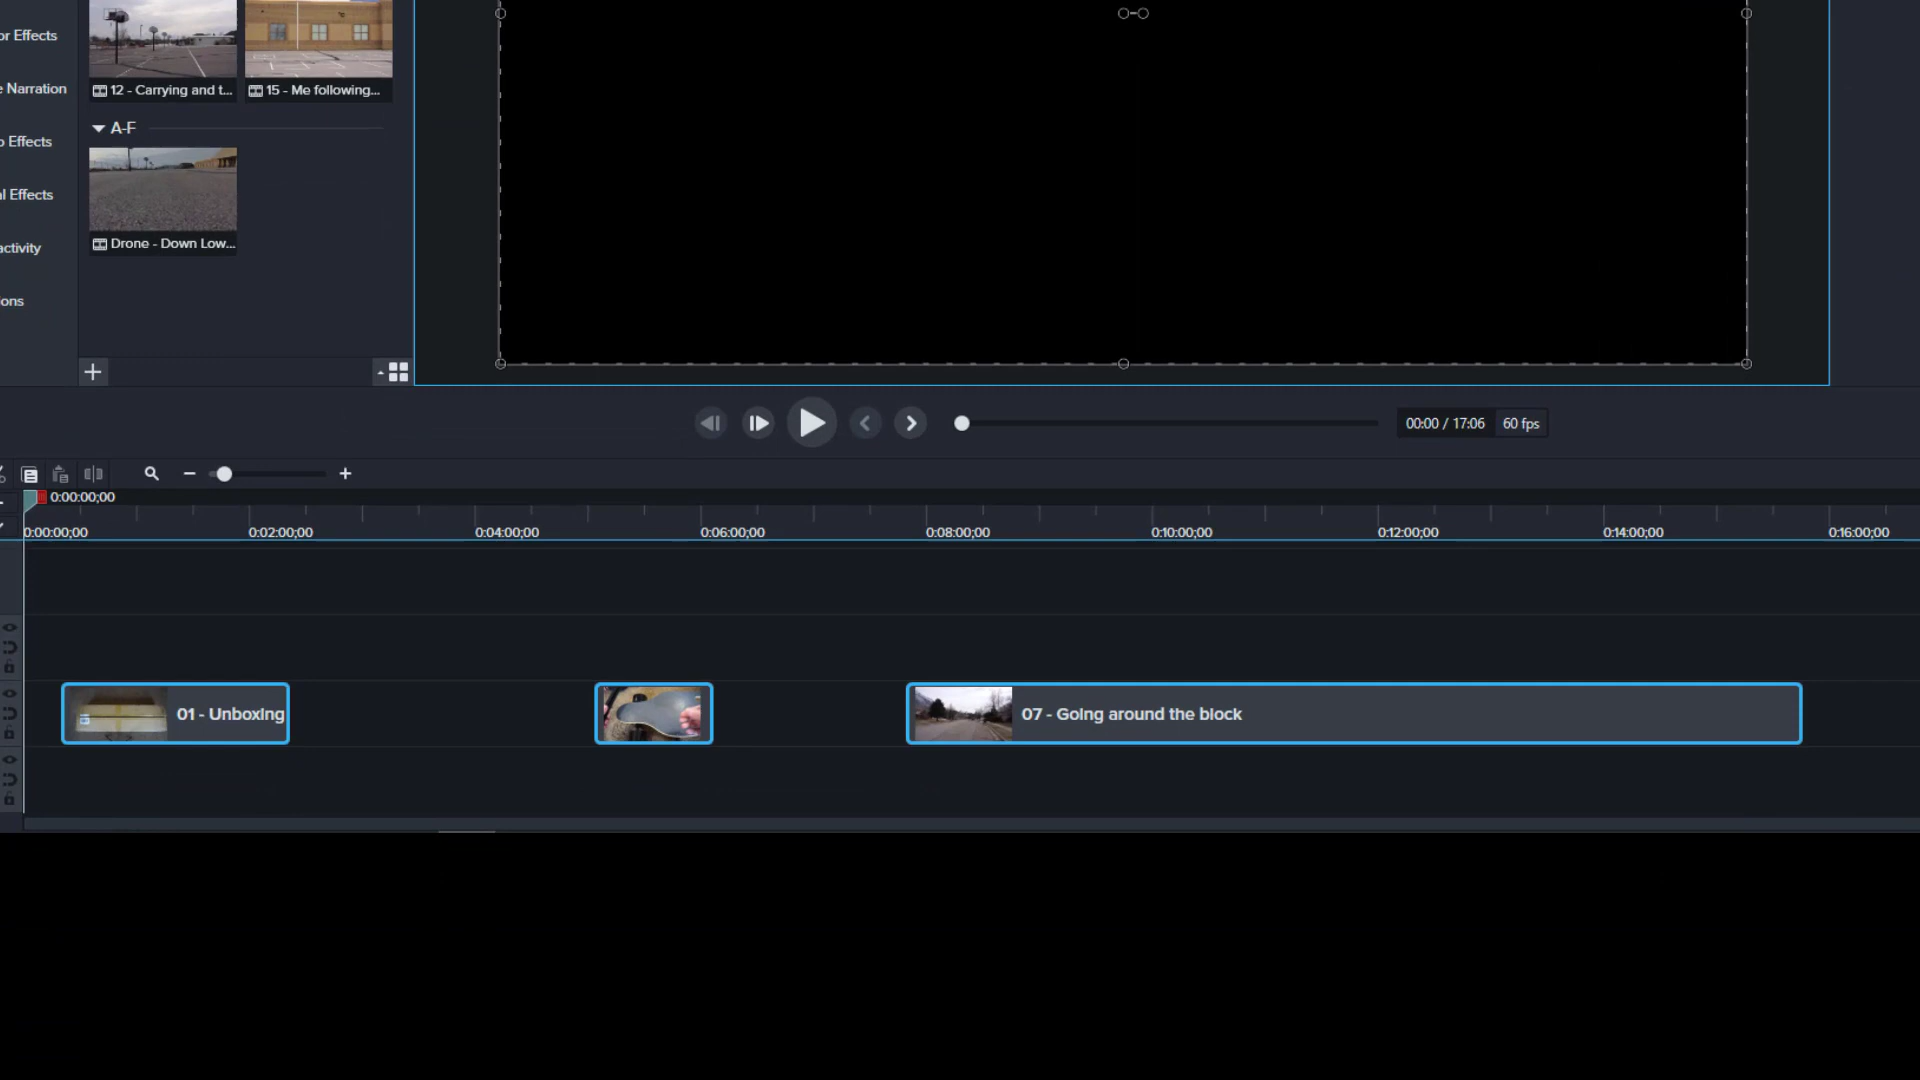 or Effects
e Narration
o Effects
l Effects
activity
ons
12 - Carrying and t...
15 - Me following...
A-F
Drone - Down Low...
00:00 / 17:06
60 fps
0:00:00;00
0:00:00;00
0:02:00;00
0:04:00;00
0:06:00;00
0:08:00;00
0:10:00;00
0:12:00;00
0:14:00;00
0:16:00;00
01 - Unboxing
07 - Going around the block